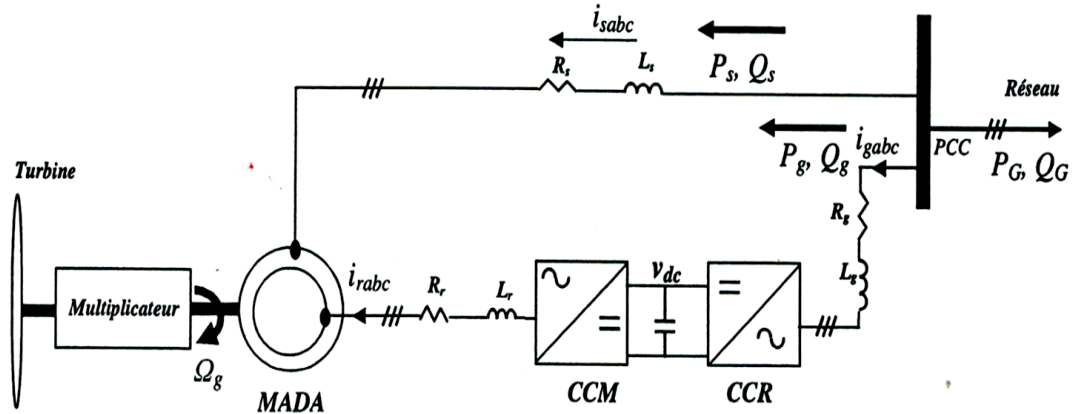 i_sabc
R_s
L_s
P_s, Q_s
Réseau
P_g, Q_g
i_gabc
PCC
P_G, Q_G
Turbine
R_g
L_g
Multiplicateur
i_rabc
R_r
L_r
v_dc
Ω_g
MADA
CCM
CCR